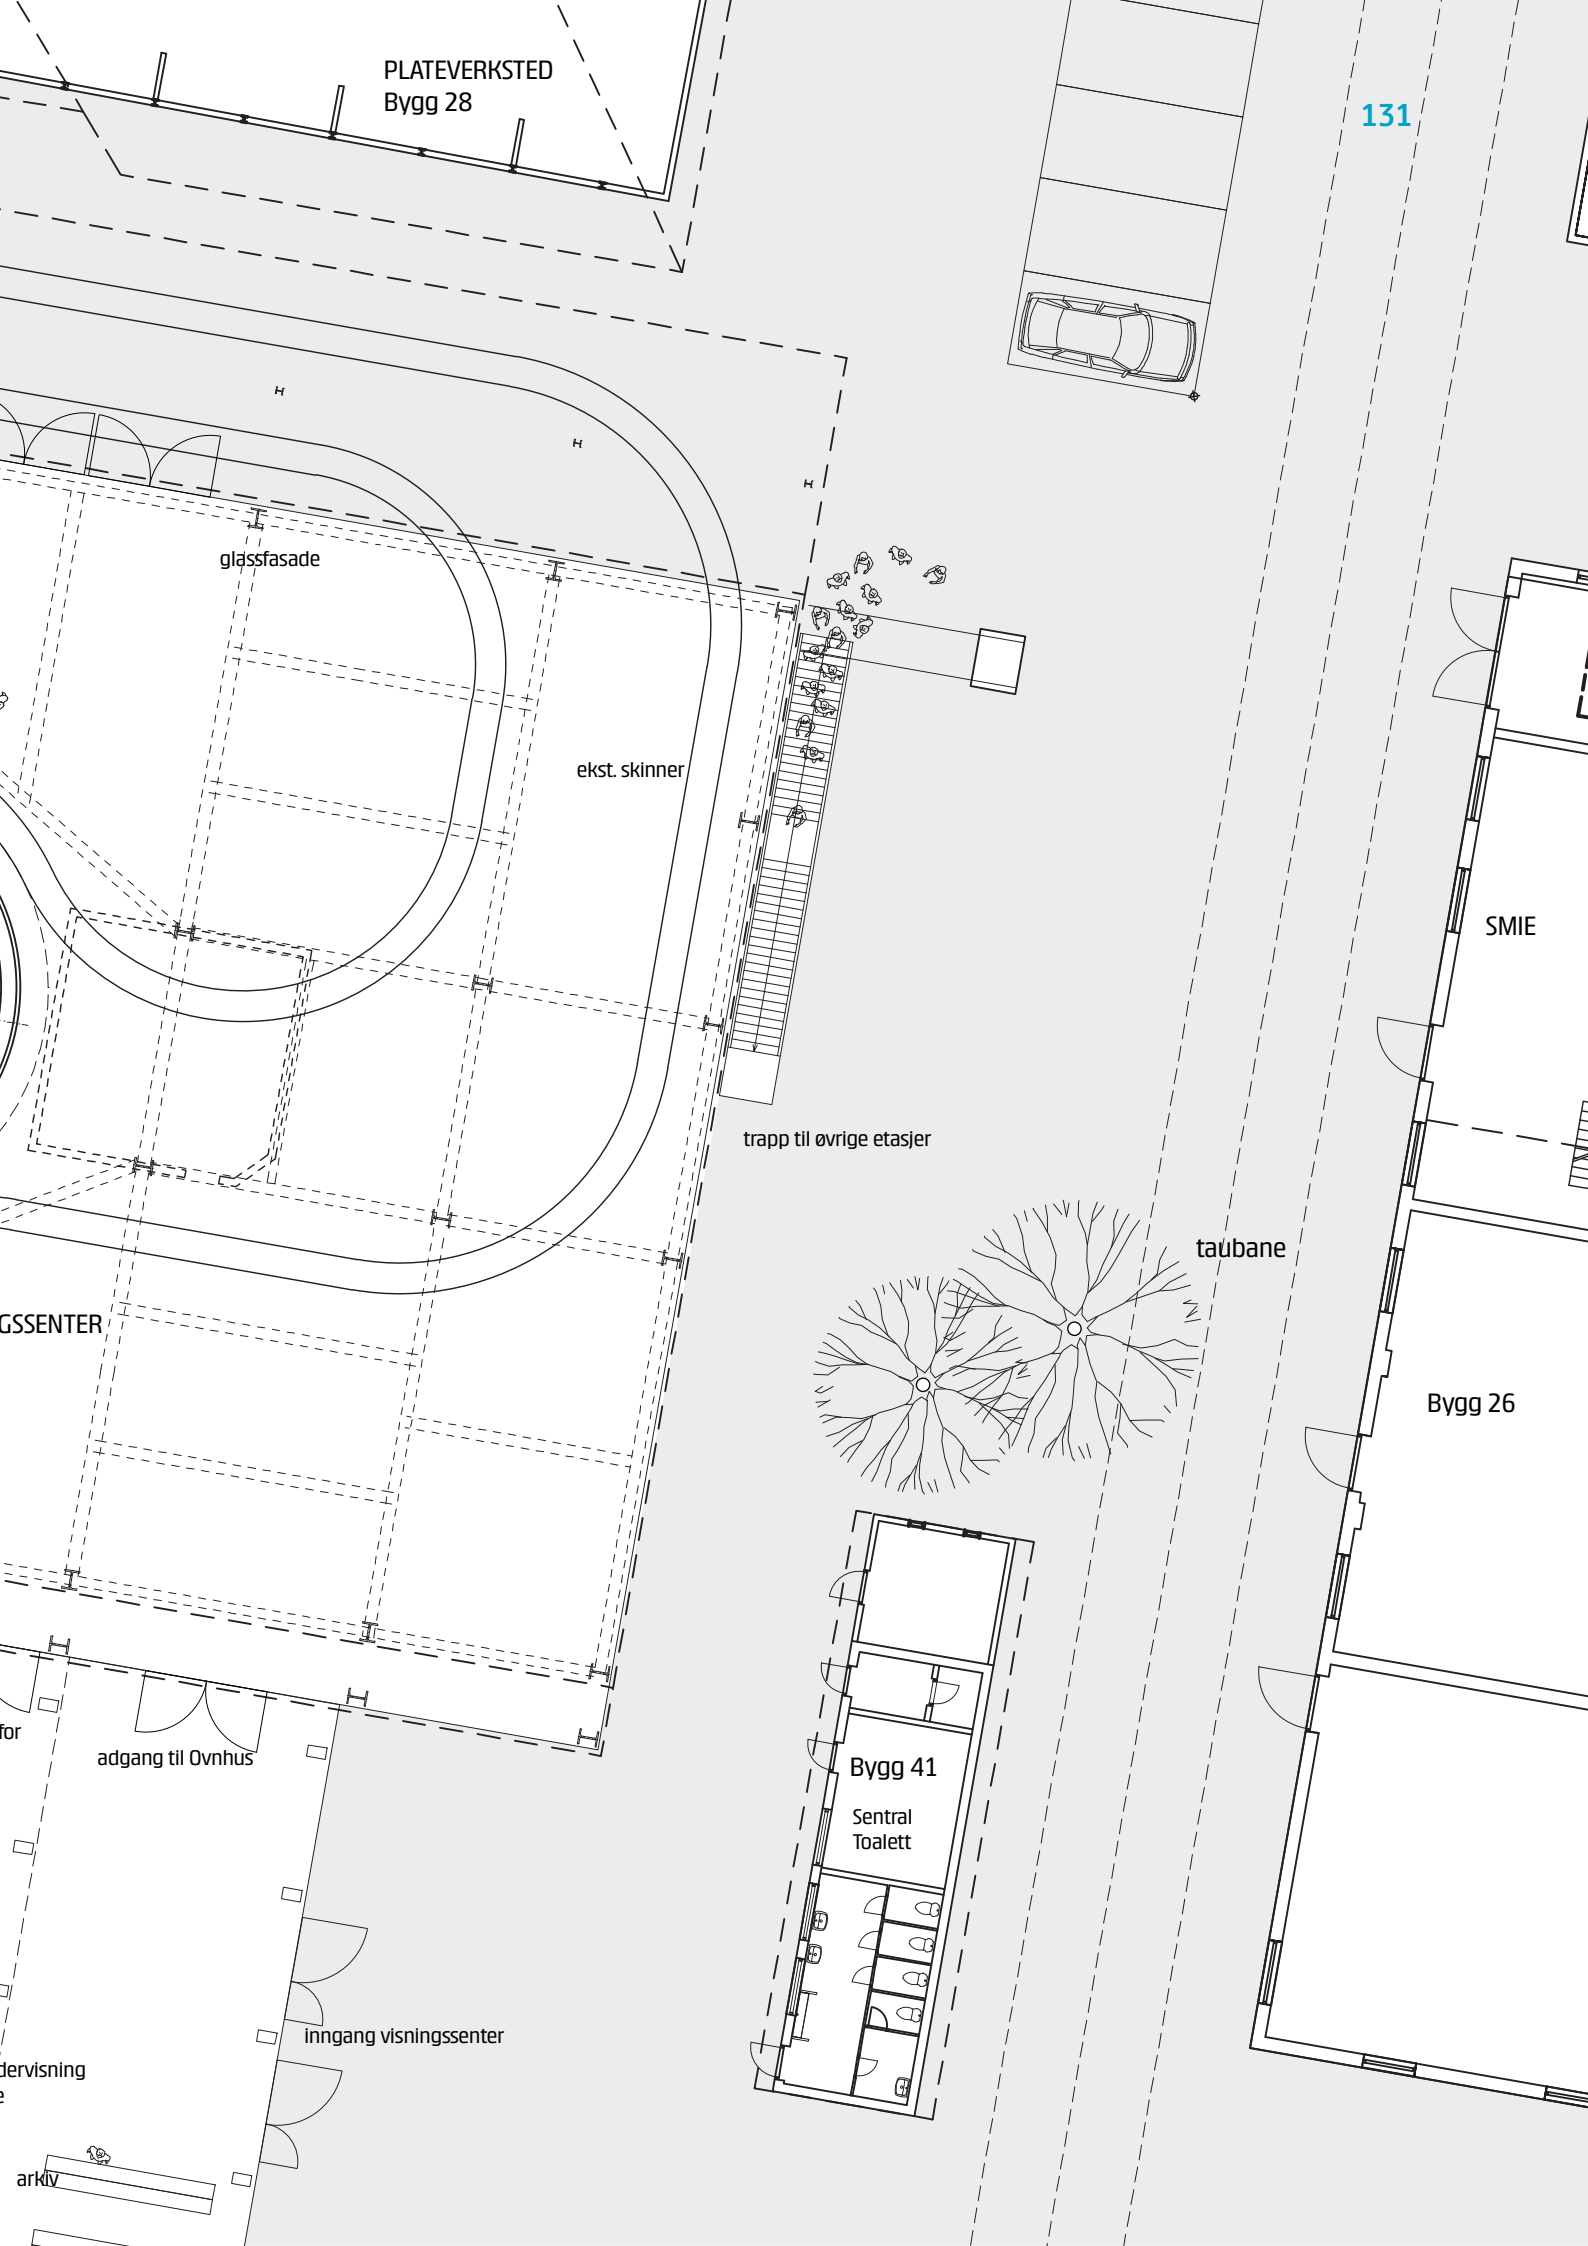 PLATEVERKSTED
Bygg 28
131
glassfasade
ekst. skinner
SMIE
trapp til øvrige etasjer
taubane
GSSENTER
Bygg 26
for
adgang til Ovnhus
Bygg 41
Sentral
Toalett
inngang visningssenter
dervisning
e
arkiv